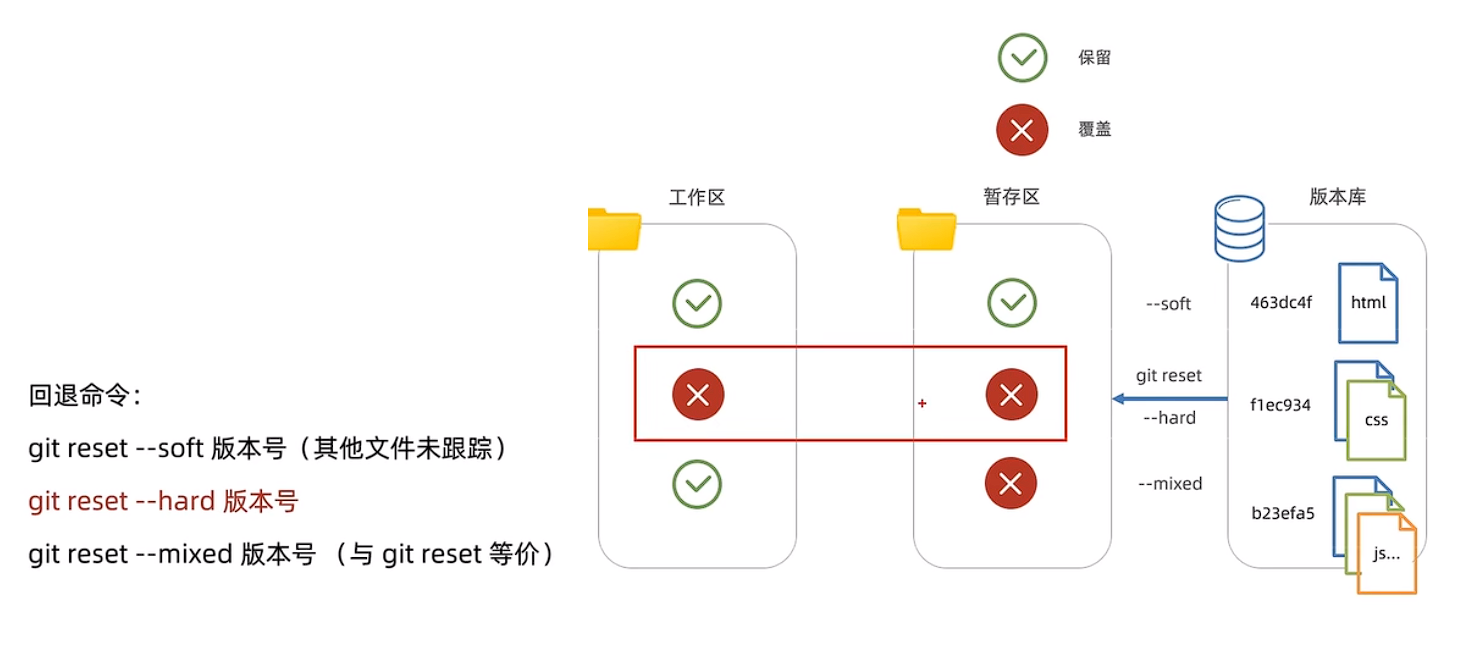 保留
覆盖
工作区
暂存区
版本库
--soft
463dc4f
html
git reset
--hard
f1ec934
css
--mixed
b23efa5
js...
回退命令：
git reset --soft 版本号（其他文件未跟踪）
git reset --hard 版本号
git reset --mixed 版本号 （与 git reset 等价）